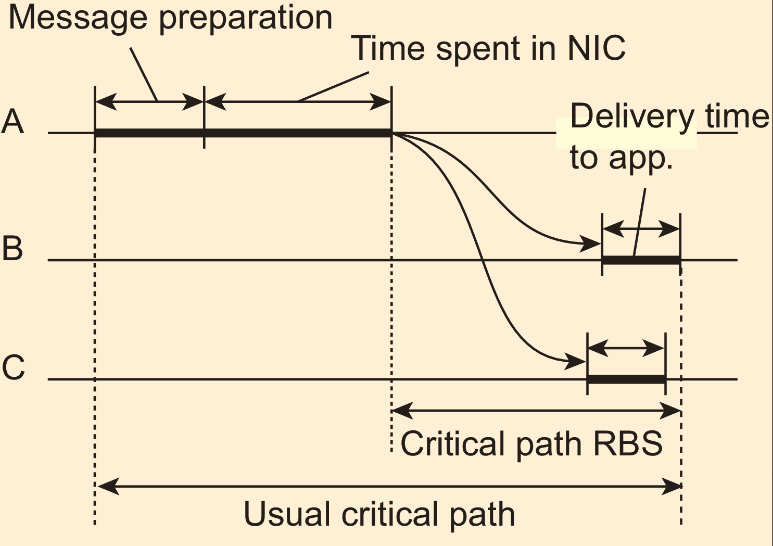 Message preparation
Time spent in NIC
A
Delivery time
to app.
B
C
Critical path RBS
Usual critical path